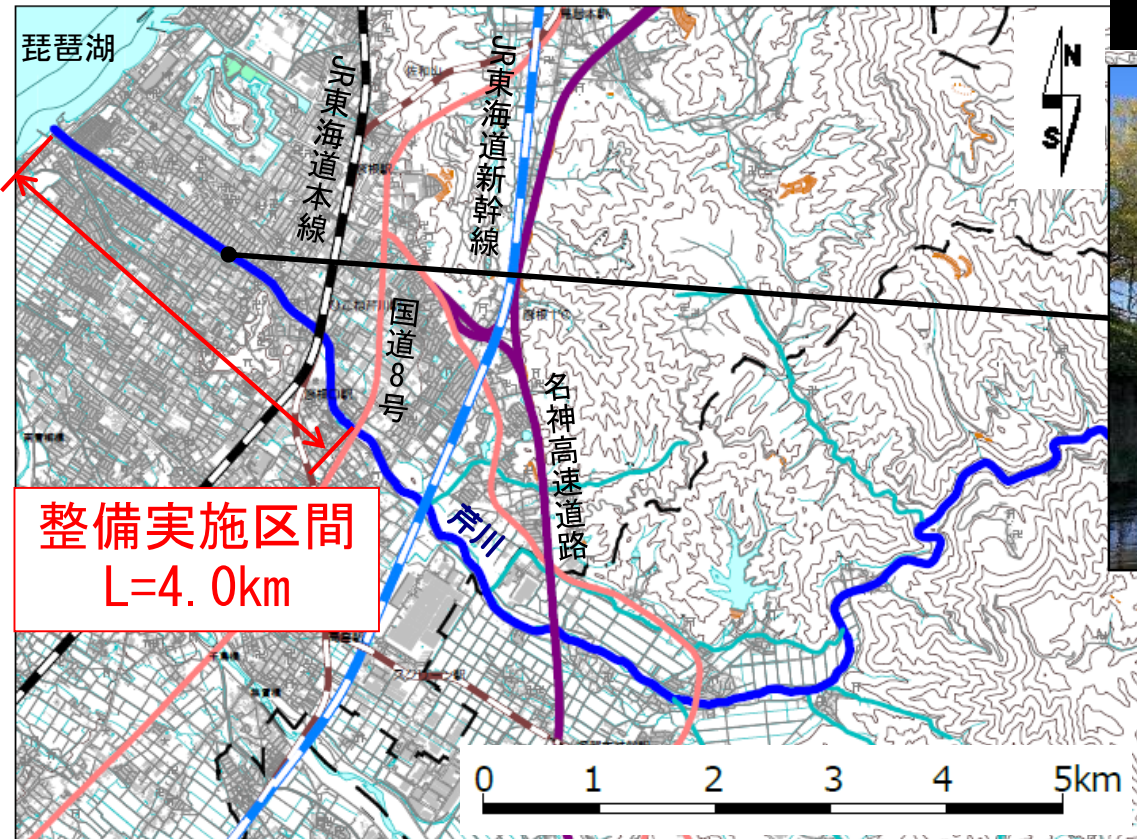 琵琶湖
JR東海道本線
JR東海道新幹線
N
S
国道8号
名神高速道路
芹川
整備実施区間
L=4.0km
0 1 2 3 4 5km